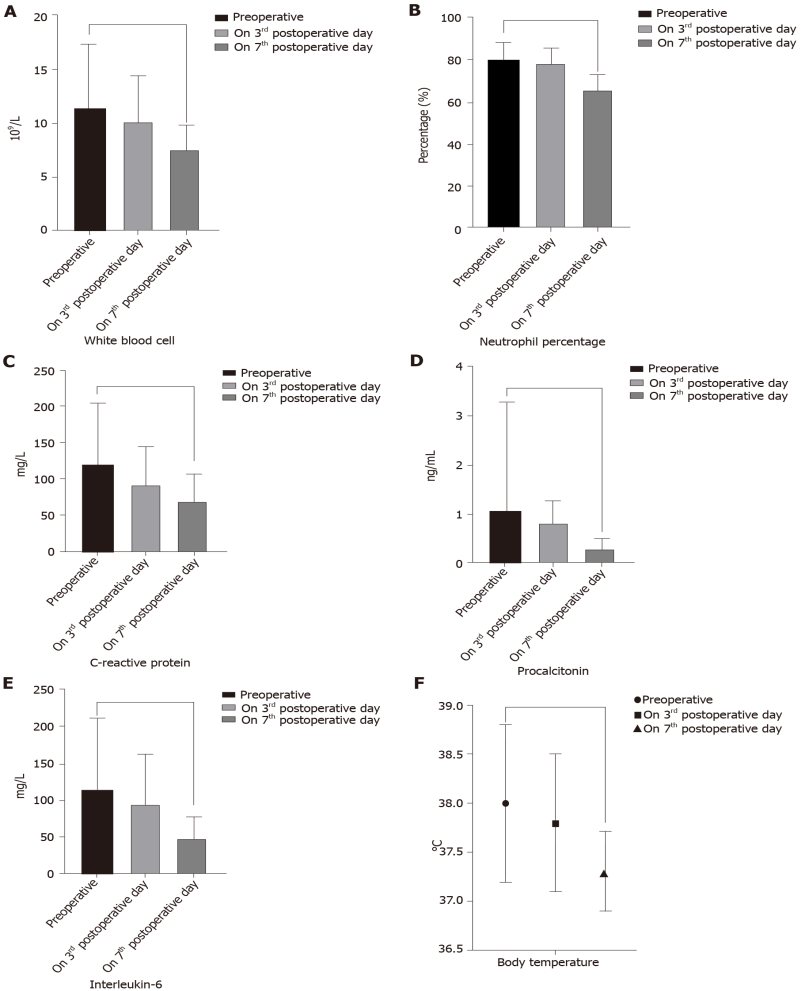 A
Preoperative
On 3rd postoperative day
On 7th postoperative day
20
15
10
5
0
10⁹/L
Preoperative
On 3rd postoperative day
On 7th postoperative day
White blood cell
B
Preoperative
On 3rd postoperative day
On 7th postoperative day
100
80
60
40
20
0
Percentage (%)
Preoperative
On 3rd postoperative day
On 7th postoperative day
Neutrophil percentage
C
Preoperative
On 3rd postoperative day
On 7th postoperative day
250
200
150
100
50
0
mg/L
Preoperative
On 3rd postoperative day
On 7th postoperative day
C-reactive protein
D
Preoperative
On 3rd postoperative day
On 7th postoperative day
4
3
2
1
0
ng/mL
Preoperative
On 3rd postoperative day
On 7th postoperative day
Procalcitonin
E
Preoperative
On 3rd postoperative day
On 7th postoperative day
250
200
150
100
50
0
mg/L
Preoperative
On 3rd postoperative day
On 7th postoperative day
Interleukin-6
F
Preoperative
On 3rd postoperative day
On 7th postoperative day
39.0
38.5
38.0
37.5
37.0
36.5
ºC
Body temperature